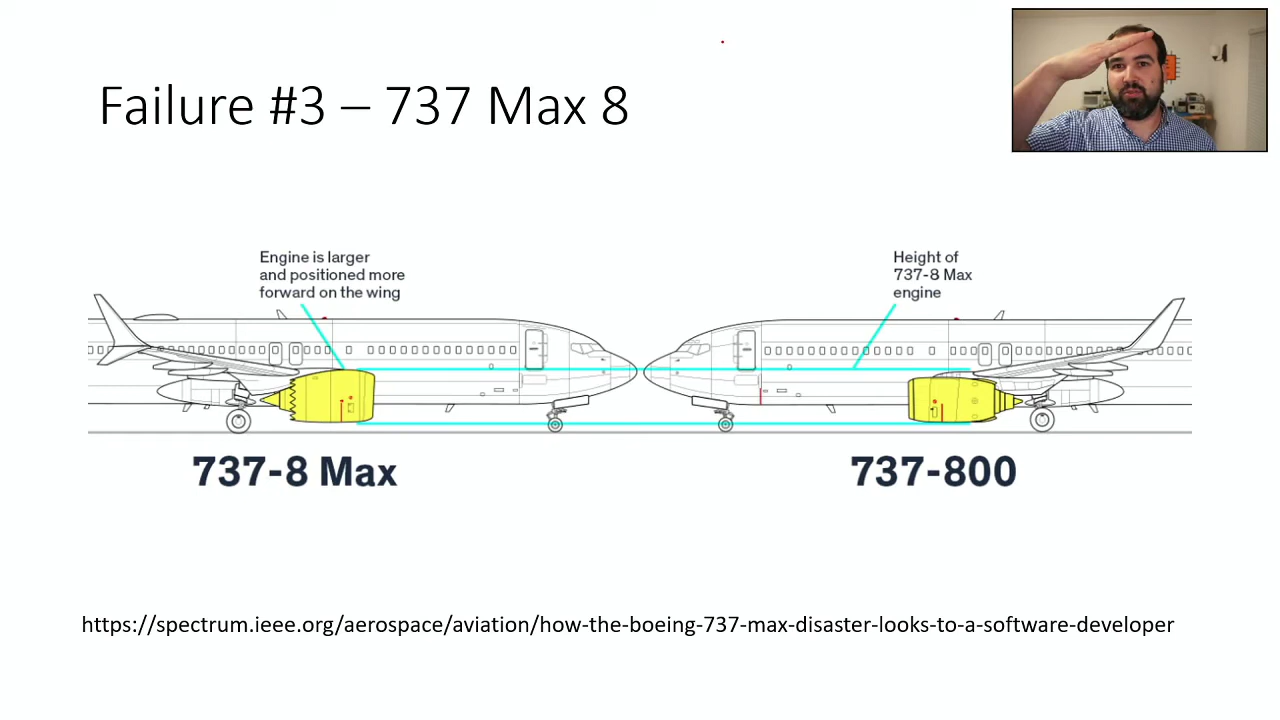 Failure #3 – 737 Max 8
Engine is larger
and positioned more
forward on the wing
Height of
737-8 Max
engine
737-8 Max
737-800
https://spectrum.ieee.org/aerospace/aviation/how-the-boeing-737-max-disaster-looks-to-a-software-developer